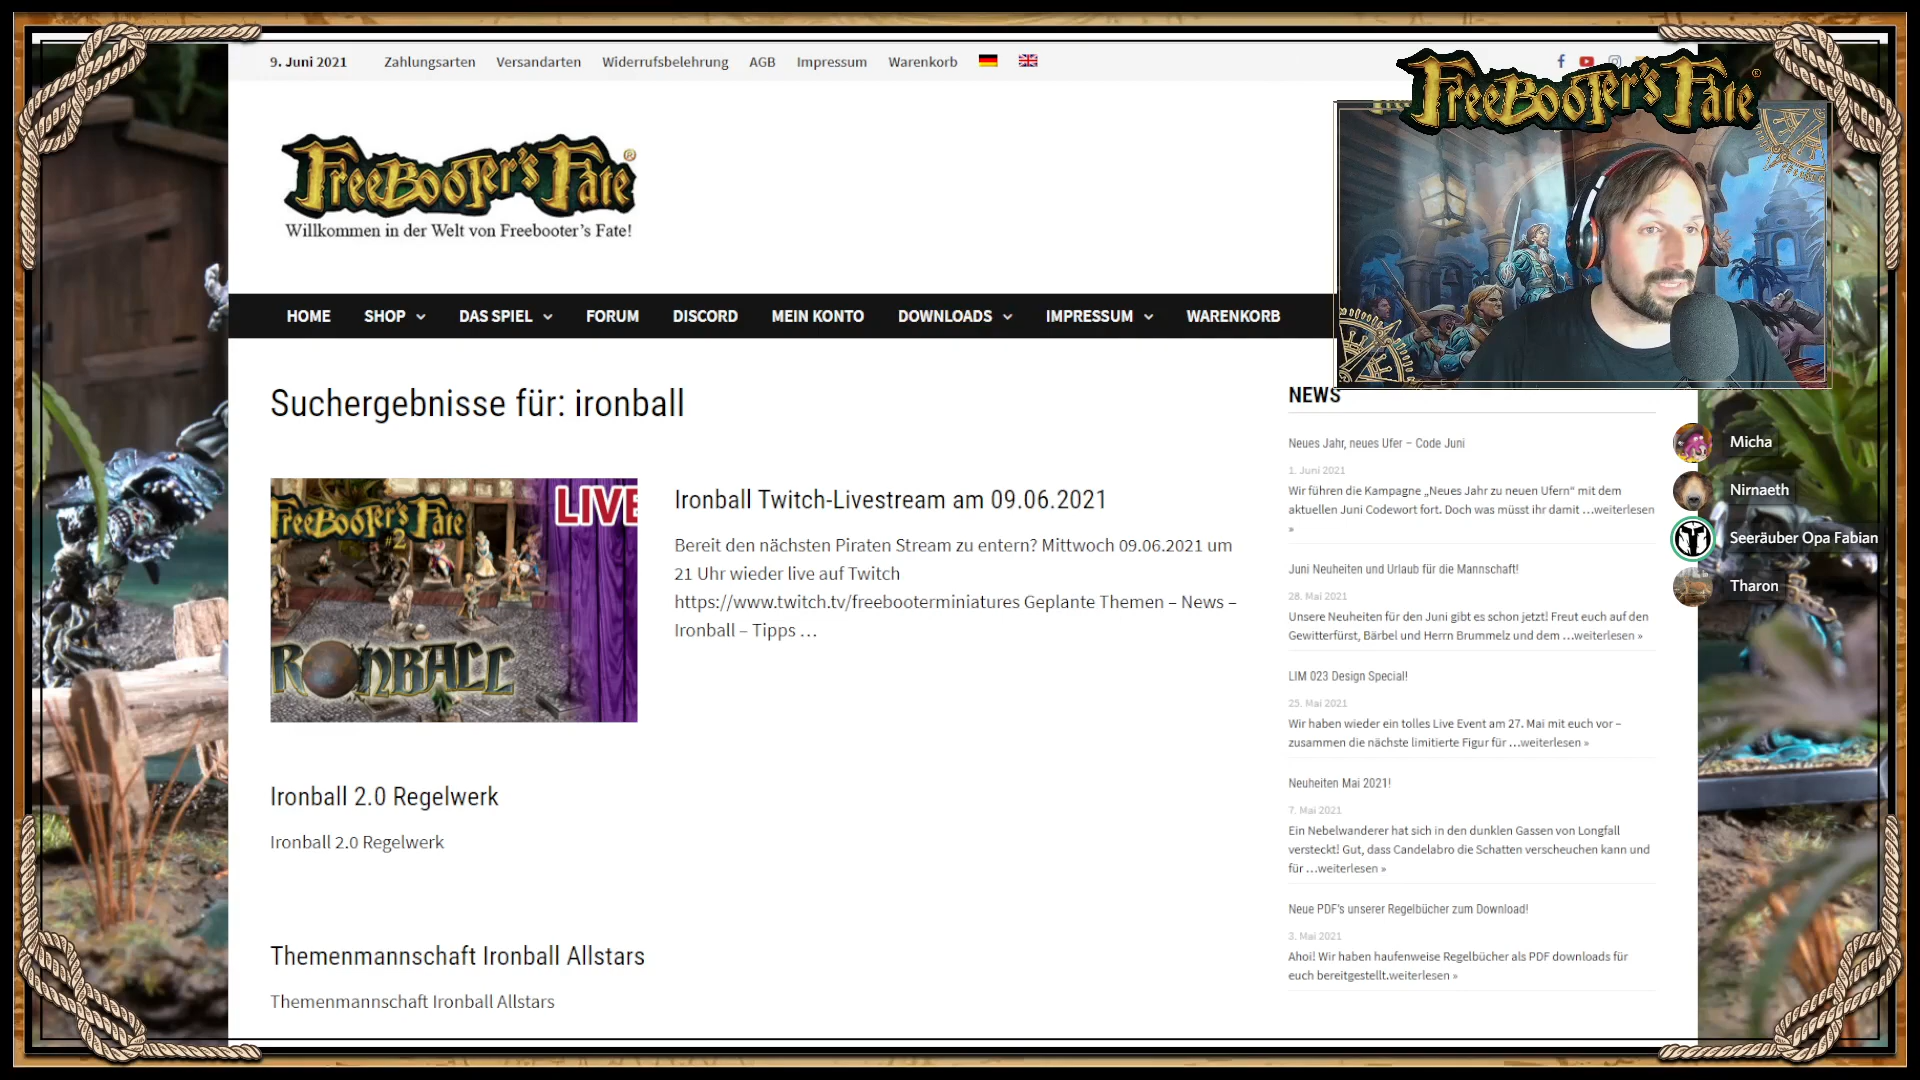 9. Juni 2021 Zahlungsarten Versandarten Widerrufsbelehrung AGB Impressum Warenkorb
FreeBooter's Fate ®
FreeBooter's Fate ®
Willkommen in der Welt von Freebooter's Fate!
HOME SHOP DAS SPIEL FORUM DISCORD MEIN KONTO DOWNLOADS IMPRESSUM WARENKORB
Suchergebnisse für: ironball
FreeBooter's Fate
#2
LIVE
IRONBALL
Ironball Twitch-Livestream am 09.06.2021
Bereit den nächsten Piraten Stream zu entern? Mittwoch 09.06.2021 um
21 Uhr wieder live auf Twitch
https://www.twitch.tv/freebooterminiatures Geplante Themen – News –
Ironball – Tipps …
Ironball 2.0 Regelwerk
Ironball 2.0 Regelwerk
Themenmannschaft Ironball Allstars
Themenmannschaft Ironball Allstars
NEWS
Neues Jahr, neues Ufer – Code Juni
1. Juni 2021
Wir führen die Kampagne „Neues Jahr zu neuen Ufern“ mit dem
aktuellen Juni Codewort fort. Doch was müsst ihr damit …weiterlesen
»
Juni Neuheiten und Urlaub für die Mannschaft!
28. Mai 2021
Unsere Neuheiten für den Juni gibt es schon jetzt! Freut euch auf den
Gewitterfürst, Bärbel und Herrn Brummelz und dem …weiterlesen »
LIM 023 Design Special!
25. Mai 2021
Wir haben wieder ein tolles Live Event am 27. Mai mit euch vor –
zusammen die nächste limitierte Figur für …weiterlesen »
Neuheiten Mai 2021!
7. Mai 2021
Ein Nebelwanderer hat sich in den dunklen Gassen von Longfall
versteckt! Gut, dass Candelabro die Schatten verscheuchen kann und
für …weiterlesen »
Neue PDF's unserer Regelbücher zum Download!
3. Mai 2021
Ahoi! Wir haben haufenweise Regelbücher als PDF downloads für
euch bereitgestellt.weiterlesen »
Micha
Nirnaeth
Seeräuber Opa Fabian
Tharon